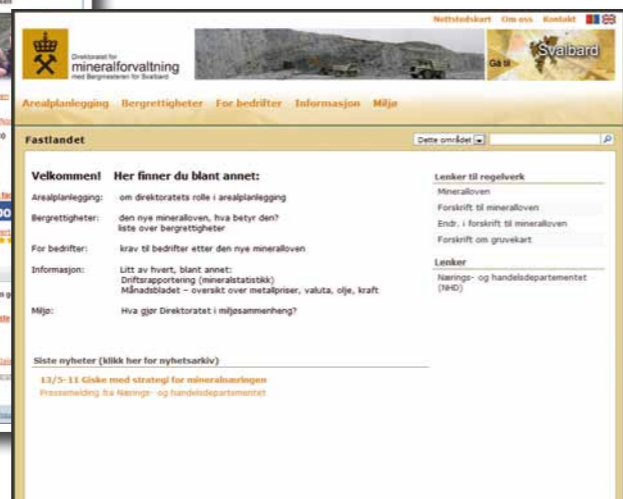 Nettstedskart Om oss Kontakt
Direktoratet for
mineralforvaltning
med Bergmesteren for Svalbard
Gå til Svalbard
Arealplanlegging Bergrettigheter For bedrifter Informasjon Miljø
Fastlandet
Dette området
Velkommen! Her finner du blant annet:
Arealplanlegging: om direktoratets rolle i arealplanlegging
Bergrettigheter: den nye mineralloven, hva betyr den?
liste over bergrettigheter
For bedrifter: krav til bedrifter etter den nye mineralloven
Informasjon: Litt av hvert, blant annet:
Driftsrapportering (mineralstatistikk)
Månadsbladet - oversikt over metallpriser, valuta, olje, kraft
Miljø: Hva gjør Direktoratet i miljøsammenheng?
Siste nyheter (klikk her for nyhetsarkiv)
13/5-11 Giske med strategi for mineralnæringen
Pressemelding fra Nærings- og handelsdepartementet
Lenker til regelverk
Mineralloven
Forskrift til mineralloven
Endr. i forskrift til mineralloven
Forskrift om gruvekart
Lenker
Nærings- og handelsdepartementet
(NHD)